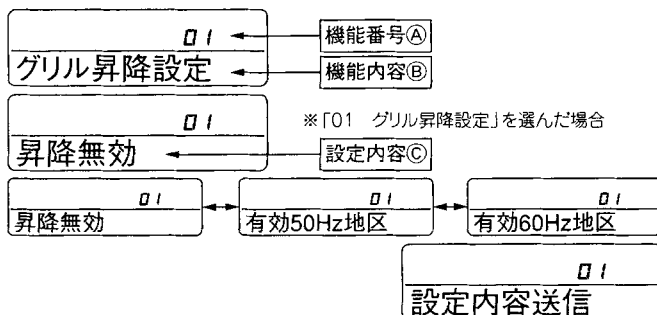 01
機能番号Ⓐ
グリル昇降設定
機能内容Ⓑ
01
※「01 グリル昇降設定」を選んだ場合
昇降無効
設定内容Ⓒ
01
01
01
昇降無効
有効50Hz地区
有効60Hz地区
01
設定内容送信